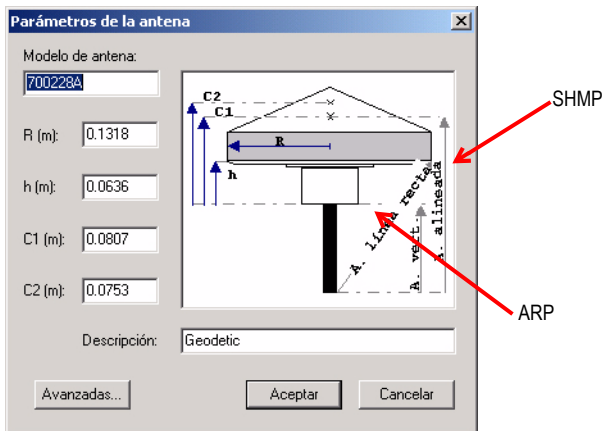 Parámetros de la antena
Modelo de antena:
700228A
R (m): 0.1318
h (m): 0.0636
C1 (m): 0.0807
C2 (m): 0.0753
C2
C1
R
h
A. línea recta
A. vert.
A. alineada
SHMP
ARP
Descripción: Geodetic
Avanzadas...
Aceptar
Cancelar